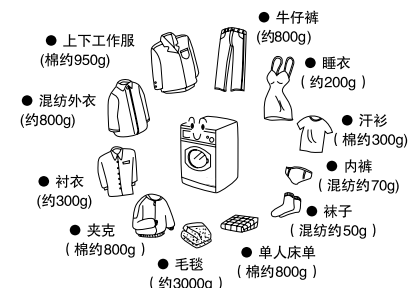 ● 牛仔裤
(约800g)
● 上下工作服
(棉约950g)
● 睡衣
( 约200g )
● 混纺外衣
(约800g)
● 汗衫
( 棉约300g)
● 内裤
( 混纺约70g)
● 衬衣
(约300g)
● 袜子
( 混纺约50g )
● 夹克
( 棉约800g )
● 单人床单
( 棉约800g )
● 毛毯
( 约3000g )